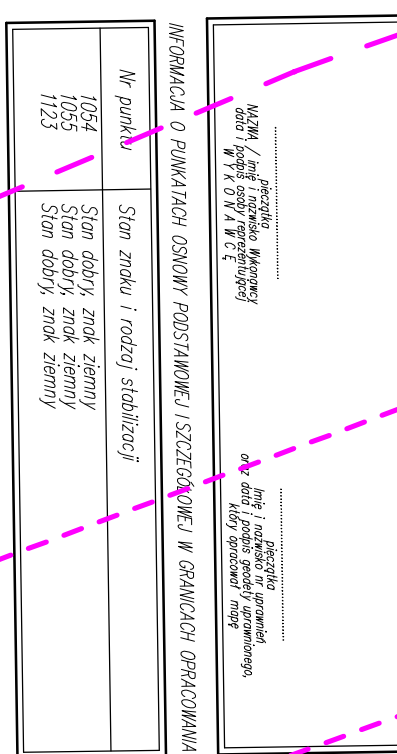 ......................................
pieczątka
NAZWA / imię i nazwisko Wykonawcy
data i podpis osoby reprezentującej
W Y K O N A W C Ę
......................................
pieczątka
Imię i nazwisko nr uprawnień
oraz data i podpis geodety uprawnionego,
który opracował mapę
INFORMACJA O PUNKATACH OSNOWY PODSTAWOWEJ I SZCZEGÓŁOWEJ W GRANICACH OPRACOWANIA
Nr punktu Stan znaku i rodzaj stabilizacji
1054 Stan dobry, znak ziemny
1055 Stan dobry, znak ziemny
1123 Stan dobry, znak ziemny